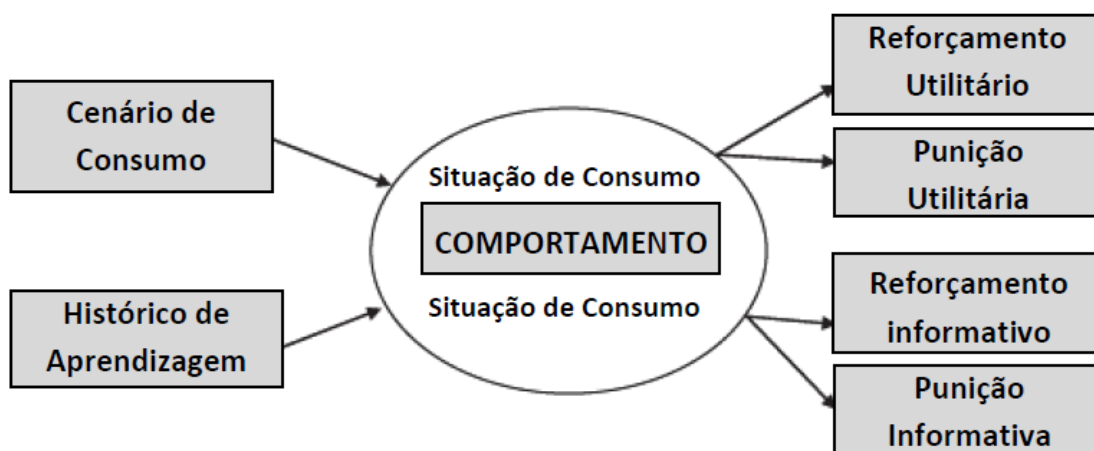 Cenário de
Consumo
Histórico de
Aprendizagem
Situação de Consumo
COMPORTAMENTO
Situação de Consumo
Reforçamento
Utilitário
Punição
Utilitária
Reforçamento
informativo
Punição
Informativa